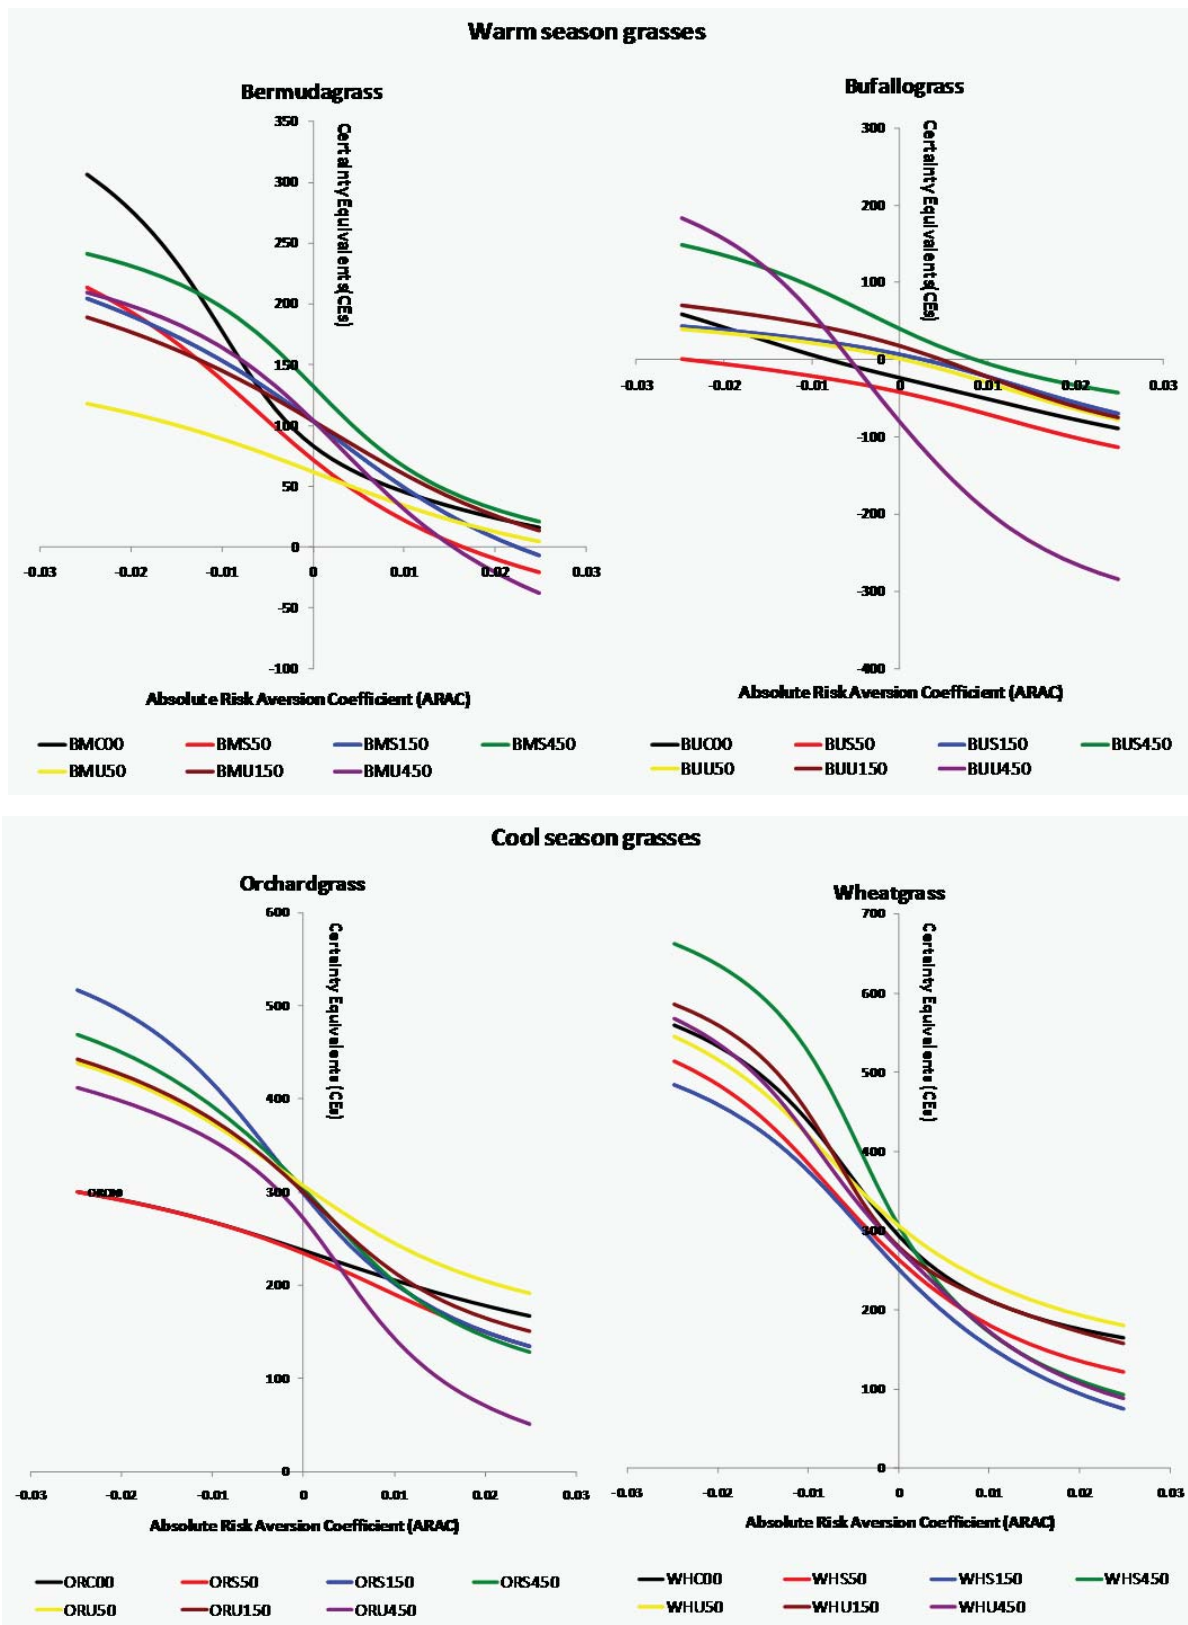 Warm season grasses
Bermudagrass
350
300
250
200
150
100
50
0
-50
-100
-0.03 -0.02 -0.01 0 0.01 0.02 0.03
Certainty Equivalents(CEs)
Absolute Risk Aversion Coefficient (ARAC)
BMC00 BMS50 BMS150 BMS450
BMU50 BMU150 BMU450
Bufallograss
300
200
100
0
-100
-200
-300
-400
-0.03 -0.02 -0.01 0 0.01 0.02 0.03
Certainty Equivalents(CEs)
Absolute Risk Aversion Coefficient (ARAC)
BUC00 BUS50 BUS150 BUS450
BUU50 BUU150 BUU450
Cool season grasses
Orchardgrass
600
500
400
300
200
100
0
-0.03 -0.02 -0.01 0 0.01 0.02 0.03
Certainty Equivalents (CEs)
ORC00
Absolute Risk Aversion Coefficient (ARAC)
ORC00 ORS50 ORS150 ORS450
ORU50 ORU150 ORU450
Wheatgrass
700
600
500
400
300
200
100
0
-0.03 -0.02 -0.01 0 0.01 0.02 0.03
Certainty Equivalents (CEs)
Absolute Risk Aversion Coefficient (ARAC)
WHC00 WHS50 WHS150 WHS450
WHU50 WHU150 WHU450